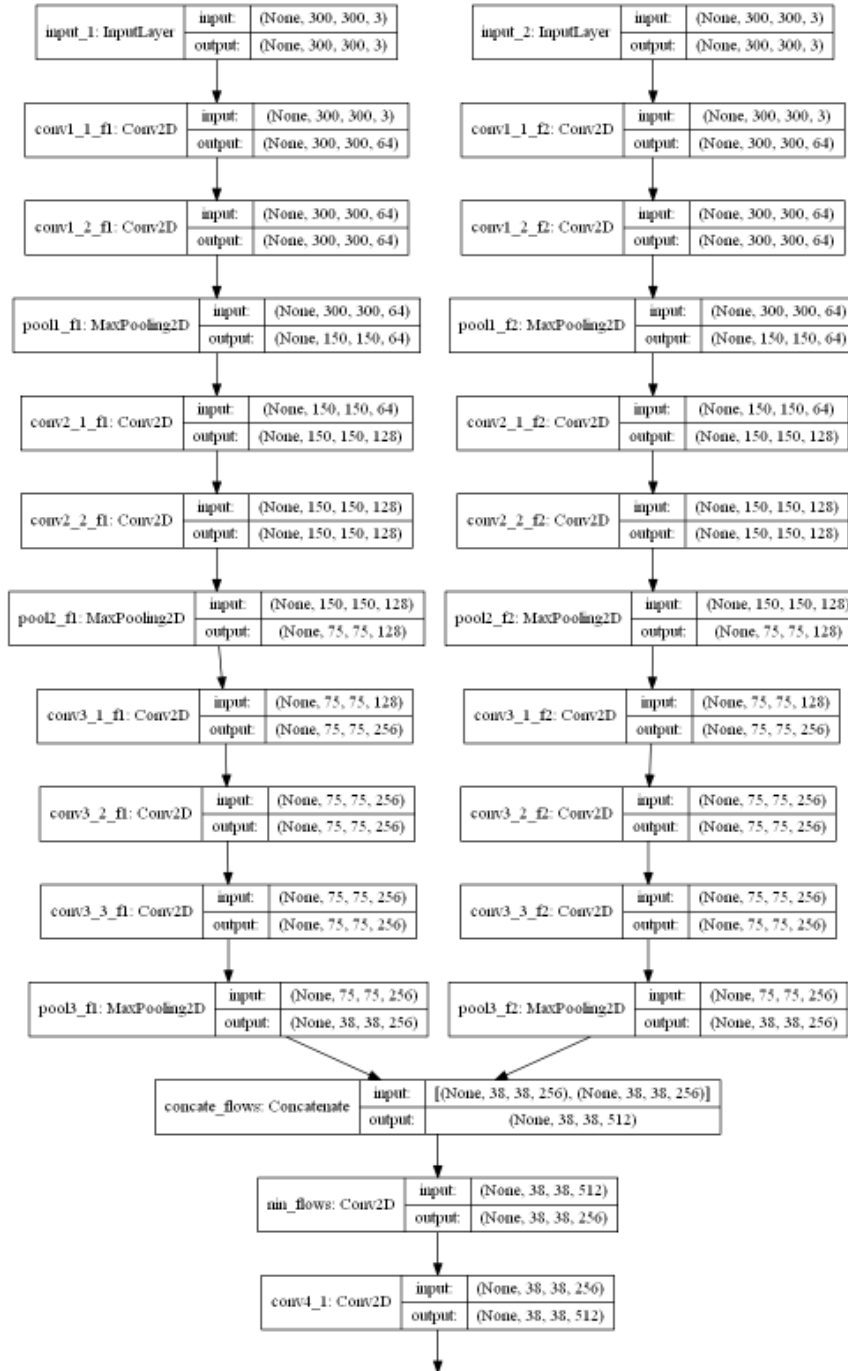 input_1: InputLayer
input: (None, 300, 300, 3)
output: (None, 300, 300, 3)
input_2: InputLayer
input: (None, 300, 300, 3)
output: (None, 300, 300, 3)
conv1_1_f1: Conv2D
input: (None, 300, 300, 3)
output: (None, 300, 300, 64)
conv1_1_f2: Conv2D
input: (None, 300, 300, 3)
output: (None, 300, 300, 64)
conv1_2_f1: Conv2D
input: (None, 300, 300, 64)
output: (None, 300, 300, 64)
conv1_2_f2: Conv2D
input: (None, 300, 300, 64)
output: (None, 300, 300, 64)
pool1_f1: MaxPooling2D
input: (None, 300, 300, 64)
output: (None, 150, 150, 64)
pool1_f2: MaxPooling2D
input: (None, 300, 300, 64)
output: (None, 150, 150, 64)
conv2_1_f1: Conv2D
input: (None, 150, 150, 64)
output: (None, 150, 150, 128)
conv2_1_f2: Conv2D
input: (None, 150, 150, 64)
output: (None, 150, 150, 128)
conv2_2_f1: Conv2D
input: (None, 150, 150, 128)
output: (None, 150, 150, 128)
conv2_2_f2: Conv2D
input: (None, 150, 150, 128)
output: (None, 150, 150, 128)
pool2_f1: MaxPooling2D
input: (None, 150, 150, 128)
output: (None, 75, 75, 128)
pool2_f2: MaxPooling2D
input: (None, 150, 150, 128)
output: (None, 75, 75, 128)
conv3_1_f1: Conv2D
input: (None, 75, 75, 128)
output: (None, 75, 75, 256)
conv3_1_f2: Conv2D
input: (None, 75, 75, 128)
output: (None, 75, 75, 256)
conv3_2_f1: Conv2D
input: (None, 75, 75, 256)
output: (None, 75, 75, 256)
conv3_2_f2: Conv2D
input: (None, 75, 75, 256)
output: (None, 75, 75, 256)
conv3_3_f1: Conv2D
input: (None, 75, 75, 256)
output: (None, 75, 75, 256)
conv3_3_f2: Conv2D
input: (None, 75, 75, 256)
output: (None, 75, 75, 256)
pool3_f1: MaxPooling2D
input: (None, 75, 75, 256)
output: (None, 38, 38, 256)
pool3_f2: MaxPooling2D
input: (None, 75, 75, 256)
output: (None, 38, 38, 256)
concate_flows: Concatenate
input: [(None, 38, 38, 256), (None, 38, 38, 256)]
output: (None, 38, 38, 512)
nin_flows: Conv2D
input: (None, 38, 38, 512)
output: (None, 38, 38, 256)
conv4_1: Conv2D
input: (None, 38, 38, 256)
output: (None, 38, 38, 512)